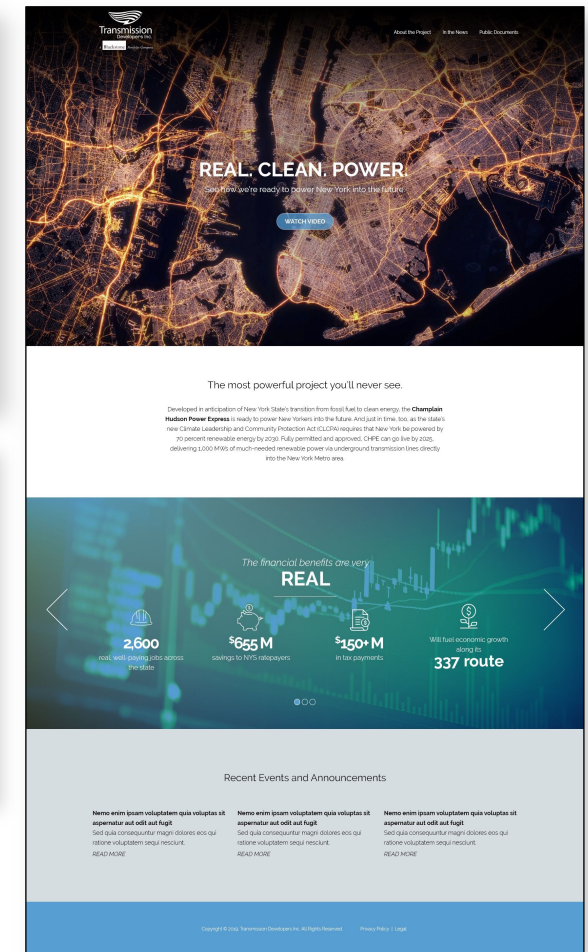 Transmission
Developers Inc.
A Blackstone Portfolio Company
About the Project In the News Public Documents
REAL. CLEAN. POWER.
See how we're ready to power New York into the future.
WATCH VIDEO
The most powerful project you'll never see.
Developed in anticipation of New York State's transition from fossil fuel to clean energy, the Champlain
Hudson Power Express is ready to power New Yorkers into the future. And just in time, too, as the state's
new Climate Leadership and Community Protection Act (CLCPA) requires that New York be powered by
70 percent renewable energy by 2030. Fully permitted and approved, CHPE can go live by 2025,
delivering 1,000 MWs of much-needed renewable power via underground transmission lines directly
into the New York Metro area.
The financial benefits are very
REAL
2,600
real, well-paying jobs across
the state
$655 M
savings to NYS ratepayers
$150+ M
in tax payments
Will fuel economic growth
along its
337 route
Recent Events and Announcements
Nemo enim ipsam voluptatem quia voluptas sit
aspernatur aut odit aut fugit
Sed quia consequuntur magni dolores eos qui
ratione voluptatem sequi nesciunt.
READ MORE
Nemo enim ipsam voluptatem quia voluptas sit
aspernatur aut odit aut fugit
Sed quia consequuntur magni dolores eos qui
ratione voluptatem sequi nesciunt.
READ MORE
Nemo enim ipsam voluptatem quia voluptas sit
aspernatur aut odit aut fugit
Sed quia consequuntur magni dolores eos qui
ratione voluptatem sequi nesciunt.
READ MORE
Copyright © 2019 Transmission Developers Inc. All Rights Reserved Privacy Policy | Legal